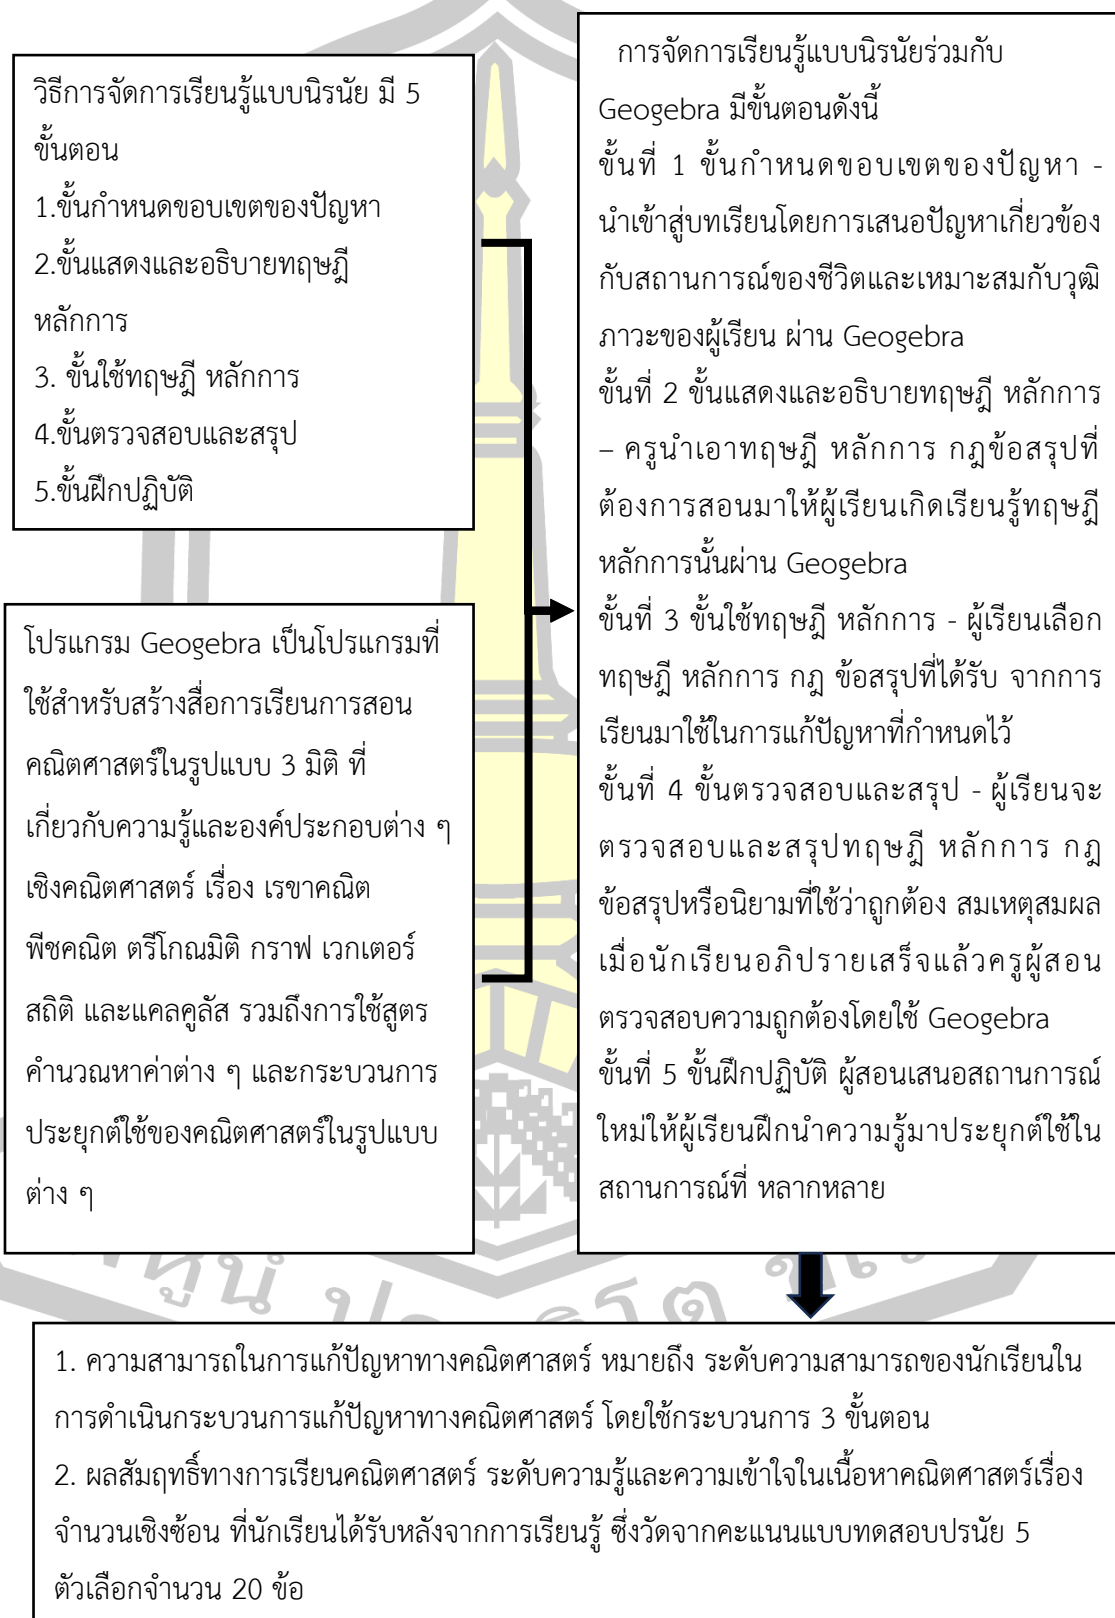 วิธีการจัดการเรียนรู้แบบนิรนัย มี 5
ขั้นตอน
1.ขั้นกำหนดขอบเขตของปัญหา
2.ขั้นแสดงและอธิบายทฤษฎี
หลักการ
3. ขั้นใช้ทฤษฎี หลักการ
4.ขั้นตรวจสอบและสรุป
5.ขั้นฝึกปฏิบัติ
โปรแกรม Geogebra เป็นโปรแกรมที่
ใช้สำหรับสร้างสื่อการเรียนการสอน
คณิตศาสตร์ในรูปแบบ 3 มิติ ที่
เกี่ยวกับความรู้และองค์ประกอบต่าง ๆ
เชิงคณิตศาสตร์ เรื่อง เรขาคณิต
พีชคณิต ตรีโกณมิติ กราฟ เวกเตอร์
สถิติ และแคลคูลัส รวมถึงการใช้สูตร
คำนวณหาค่าต่าง ๆ และกระบวนการ
ประยุกต์ใช้ของคณิตศาสตร์ในรูปแบบ
ต่าง ๆ
การจัดการเรียนรู้แบบนิรนัยร่วมกับ
Geogebra มีขั้นตอนดังนี้
ขั้นที่ 1 ขั้นกำหนดขอบเขตของปัญหา -
นำเข้าสู่บทเรียนโดยการเสนอปัญหาเกี่ยวข้อง
กับสถานการณ์ของชีวิตและเหมาะสมกับวุฒิ
ภาวะของผู้เรียน ผ่าน Geogebra
ขั้นที่ 2 ขั้นแสดงและอธิบายทฤษฎี หลักการ
– ครูนำเอาทฤษฎี หลักการ กฎข้อสรุปที่
ต้องการสอนมาให้ผู้เรียนเกิดเรียนรู้ทฤษฎี
หลักการนั้นผ่าน Geogebra
ขั้นที่ 3 ขั้นใช้ทฤษฎี หลักการ - ผู้เรียนเลือก
ทฤษฎี หลักการ กฎ ข้อสรุปที่ได้รับ จากการ
เรียนมาใช้ในการแก้ปัญหาที่กำหนดไว้
ขั้นที่ 4 ขั้นตรวจสอบและสรุป - ผู้เรียนจะ
ตรวจสอบและสรุปทฤษฎี หลักการ กฎ
ข้อสรุปหรือนิยามที่ใช้ว่าถูกต้อง สมเหตุสมผล
เมื่อนักเรียนอภิปรายเสร็จแล้วครูผู้สอน
ตรวจสอบความถูกต้องโดยใช้ Geogebra
ขั้นที่ 5 ขั้นฝึกปฏิบัติ ผู้สอนเสนอสถานการณ์
ใหม่ให้ผู้เรียนฝึกนำความรู้มาประยุกต์ใช้ใน
สถานการณ์ที่ หลากหลาย
1. ความสามารถในการแก้ปัญหาทางคณิตศาสตร์ หมายถึง ระดับความสามารถของนักเรียนใน
การดำเนินกระบวนการแก้ปัญหาทางคณิตศาสตร์ โดยใช้กระบวนการ 3 ขั้นตอน
2. ผลสัมฤทธิ์ทางการเรียนคณิตศาสตร์ ระดับความรู้และความเข้าใจในเนื้อหาคณิตศาสตร์เรื่อง
จำนวนเชิงซ้อน ที่นักเรียนได้รับหลังจากการเรียนรู้ ซึ่งวัดจากคะแนนแบบทดสอบปรนัย 5
ตัวเลือกจำนวน 20 ข้อ